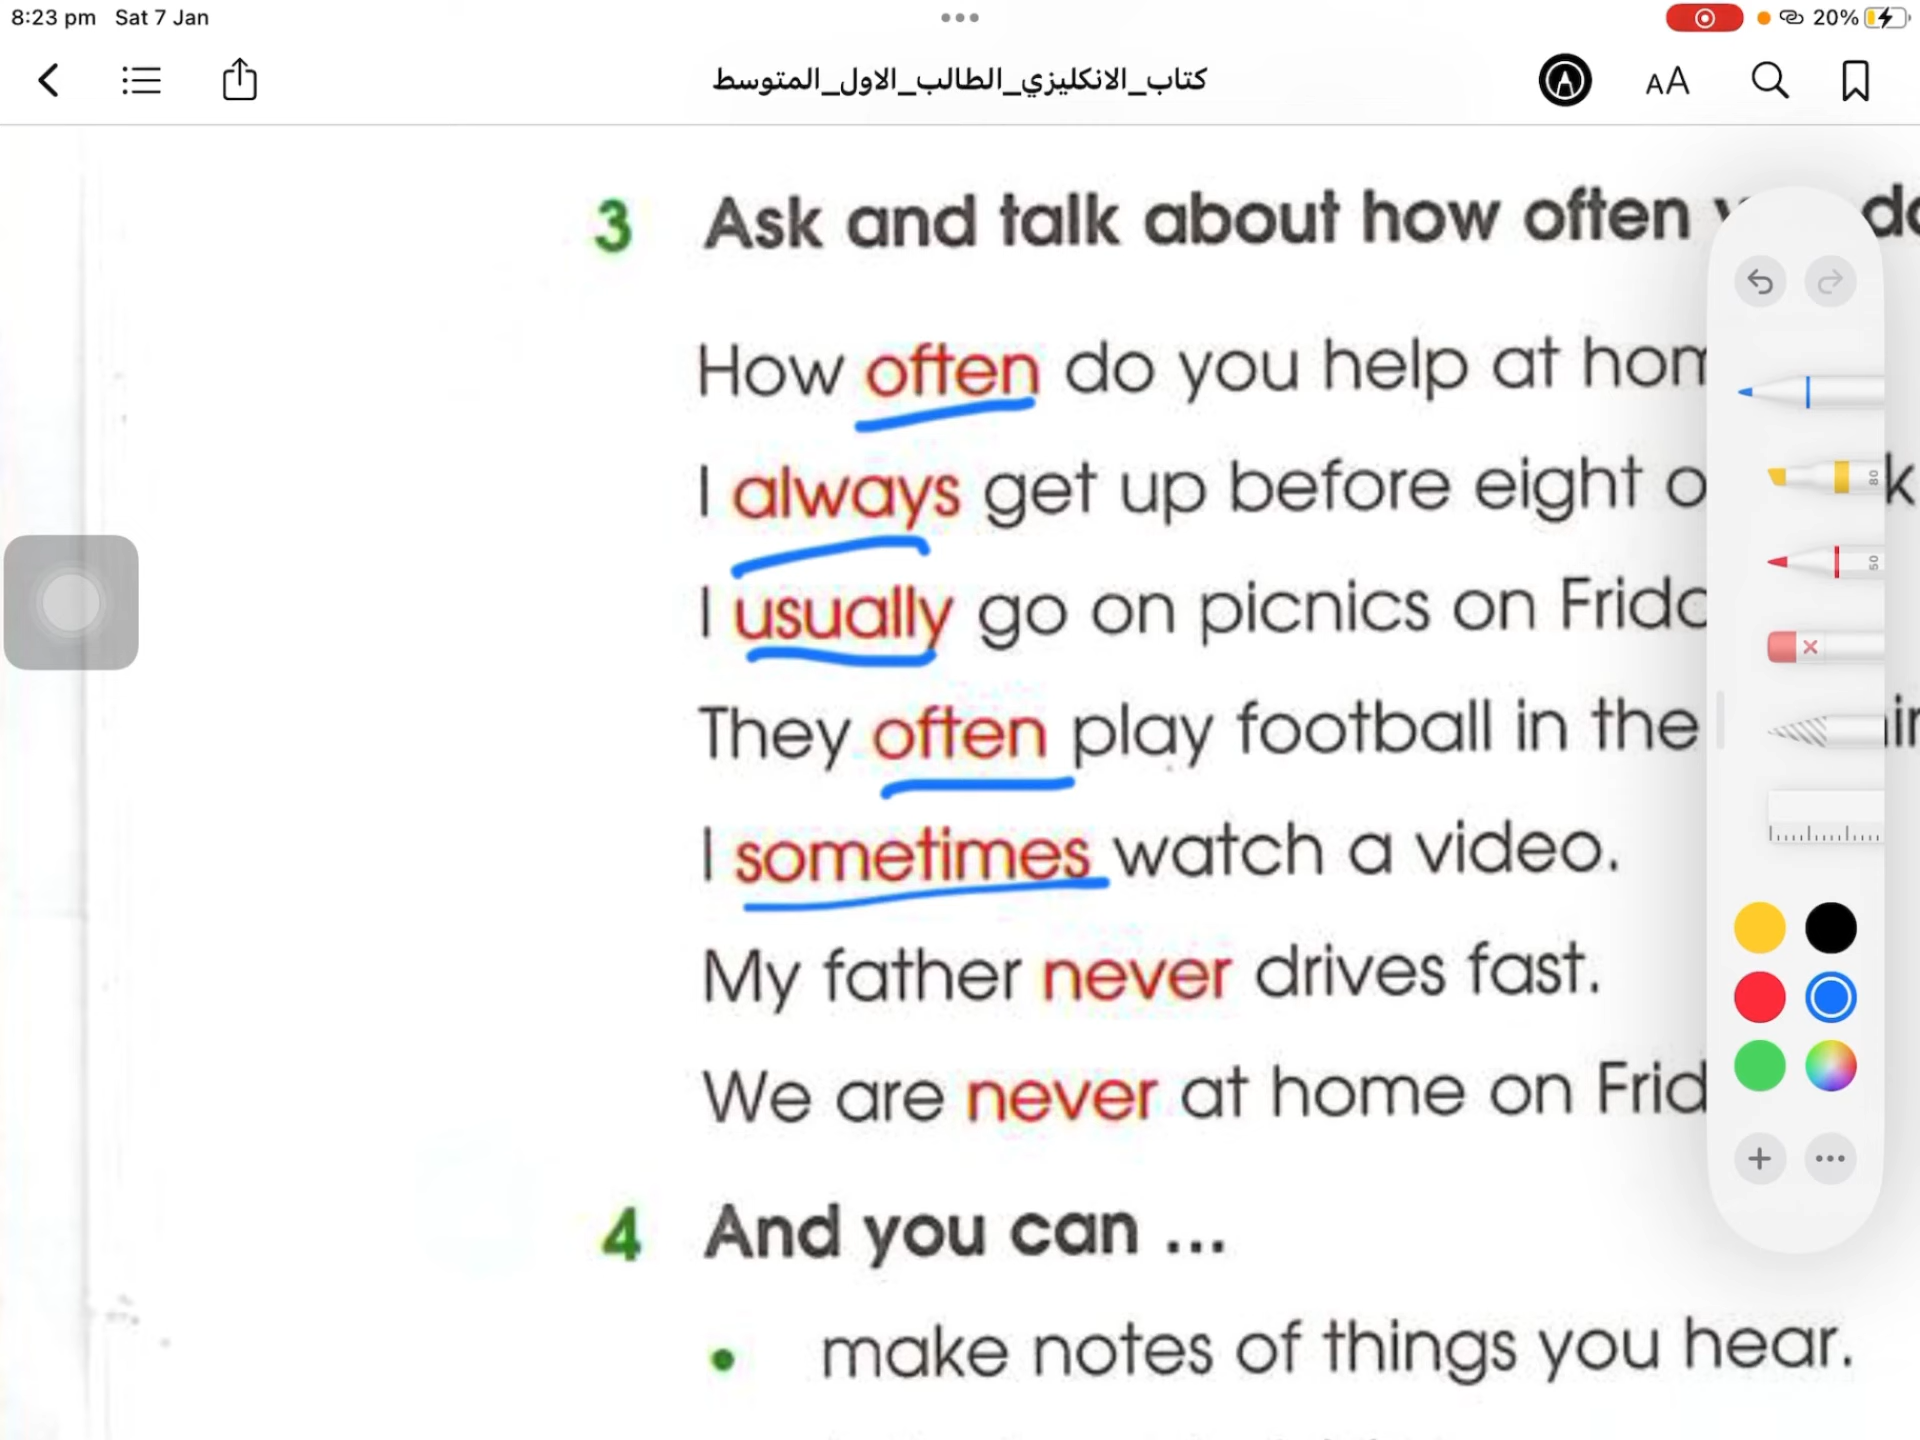 8:23 pm Sat 7 Jan
20%
كتاب_الانكليزي_الطالب_الاول_المتوسط
AA
3 Ask and talk about how often
How often do you help at hom
I always get up before eight o
I usually go on picnics on Frida
They often play football in the
I sometimes watch a video.
My father never drives fast.
We are never at home on Frid
4 And you can ...
• make notes of things you hear.
80
50